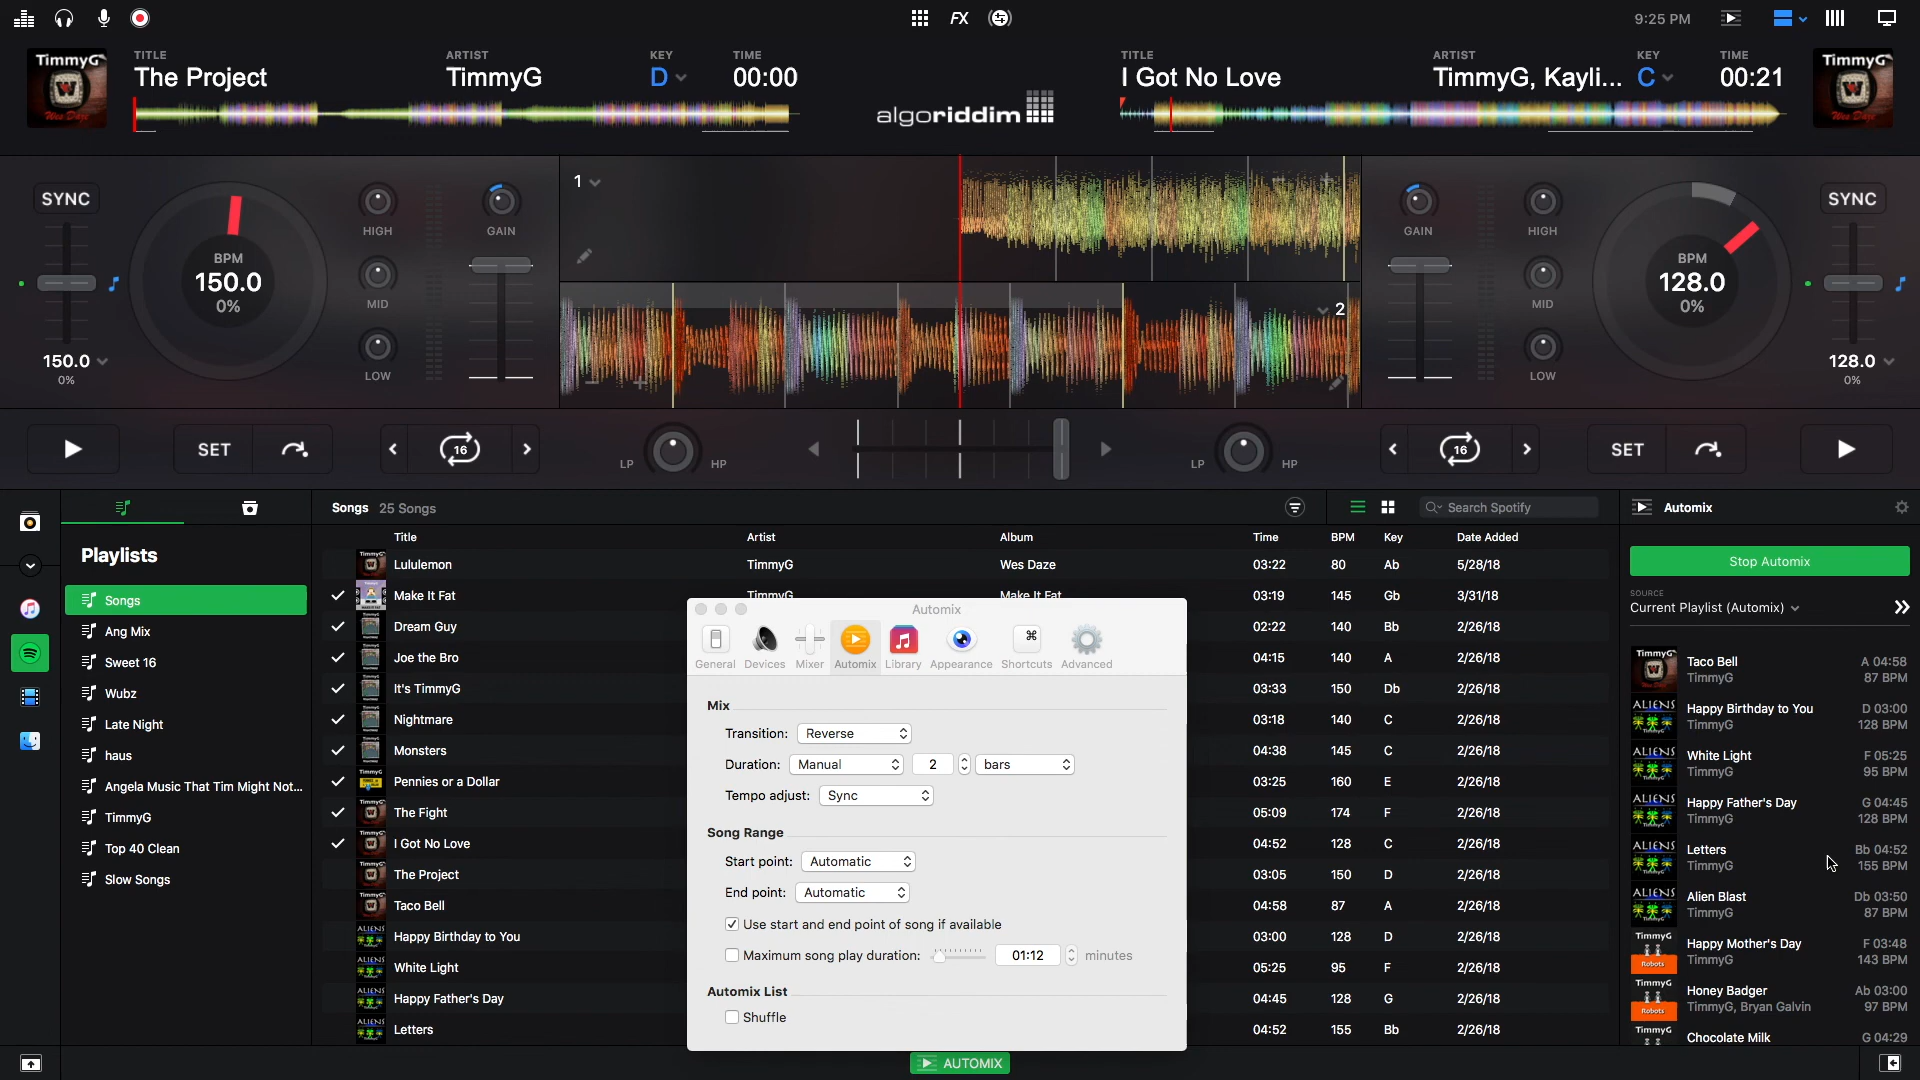 FX
9:25 PM
TimmyG
Wes Daze
TITLE
The Project
ARTIST
TimmyG
KEY
D
TIME
00:00
algoriddim
TITLE
I Got No Love
ARTIST
TimmyG, Kayli...
KEY
C
TIME
00:21
TimmyG
Wes Daze
SYNC
BPM
150.0
0%
HIGH
MID
LOW
GAIN
150.0
0%
1
2
GAIN
HIGH
MID
LOW
BPM
128.0
0%
SYNC
128.0
0%
SET
16
LP
HP
LP
HP
16
SET
Playlists
Songs
Ang Mix
Sweet 16
Wubz
Late Night
haus
Angela Music That Tim Might Not...
TimmyG
Top 40 Clean
Slow Songs
Songs 25 Songs
Search Spotify
Title Artist Album Time BPM Key Date Added
Lululemon TimmyG Wes Daze 03:22 80 Ab 5/28/18
Make It Fat TimmyG Make It Fat 03:19 145 Gb 3/31/18
Dream Guy 02:22 140 Bb 2/26/18
Joe the Bro 04:15 140 A 2/26/18
It's TimmyG 03:33 150 Db 2/26/18
Nightmare 03:18 140 C 2/26/18
Monsters 04:38 145 C 2/26/18
Pennies or a Dollar 03:25 160 E 2/26/18
The Fight 05:09 174 F 2/26/18
I Got No Love 04:52 128 C 2/26/18
The Project 03:05 150 D 2/26/18
Taco Bell 04:58 87 A 2/26/18
Happy Birthday to You 03:00 128 D 2/26/18
White Light 05:25 95 F 2/26/18
Happy Father's Day 04:45 128 G 2/26/18
Letters 04:52 155 Bb 2/26/18
Automix
General Devices Mixer Automix Library Appearance Shortcuts Advanced
Mix
Transition: Reverse
Duration: Manual 2 bars
Tempo adjust: Sync
Song Range
Start point: Automatic
End point: Automatic
Use start and end point of song if available
Maximum song play duration: 01:12 minutes
Automix List
Shuffle
AUTOMIX
Automix
Stop Automix
SOURCE
Current Playlist (Automix)
Taco Bell A 04:58
TimmyG 87 BPM
Happy Birthday to You D 03:00
TimmyG 128 BPM
White Light F 05:25
TimmyG 95 BPM
Happy Father's Day G 04:45
TimmyG 128 BPM
Letters Bb 04:52
TimmyG 155 BPM
Alien Blast Db 03:50
TimmyG 87 BPM
Happy Mother's Day F 03:48
TimmyG 143 BPM
Honey Badger Ab 03:00
TimmyG, Bryan Galvin 97 BPM
Chocolate Milk G 04:29